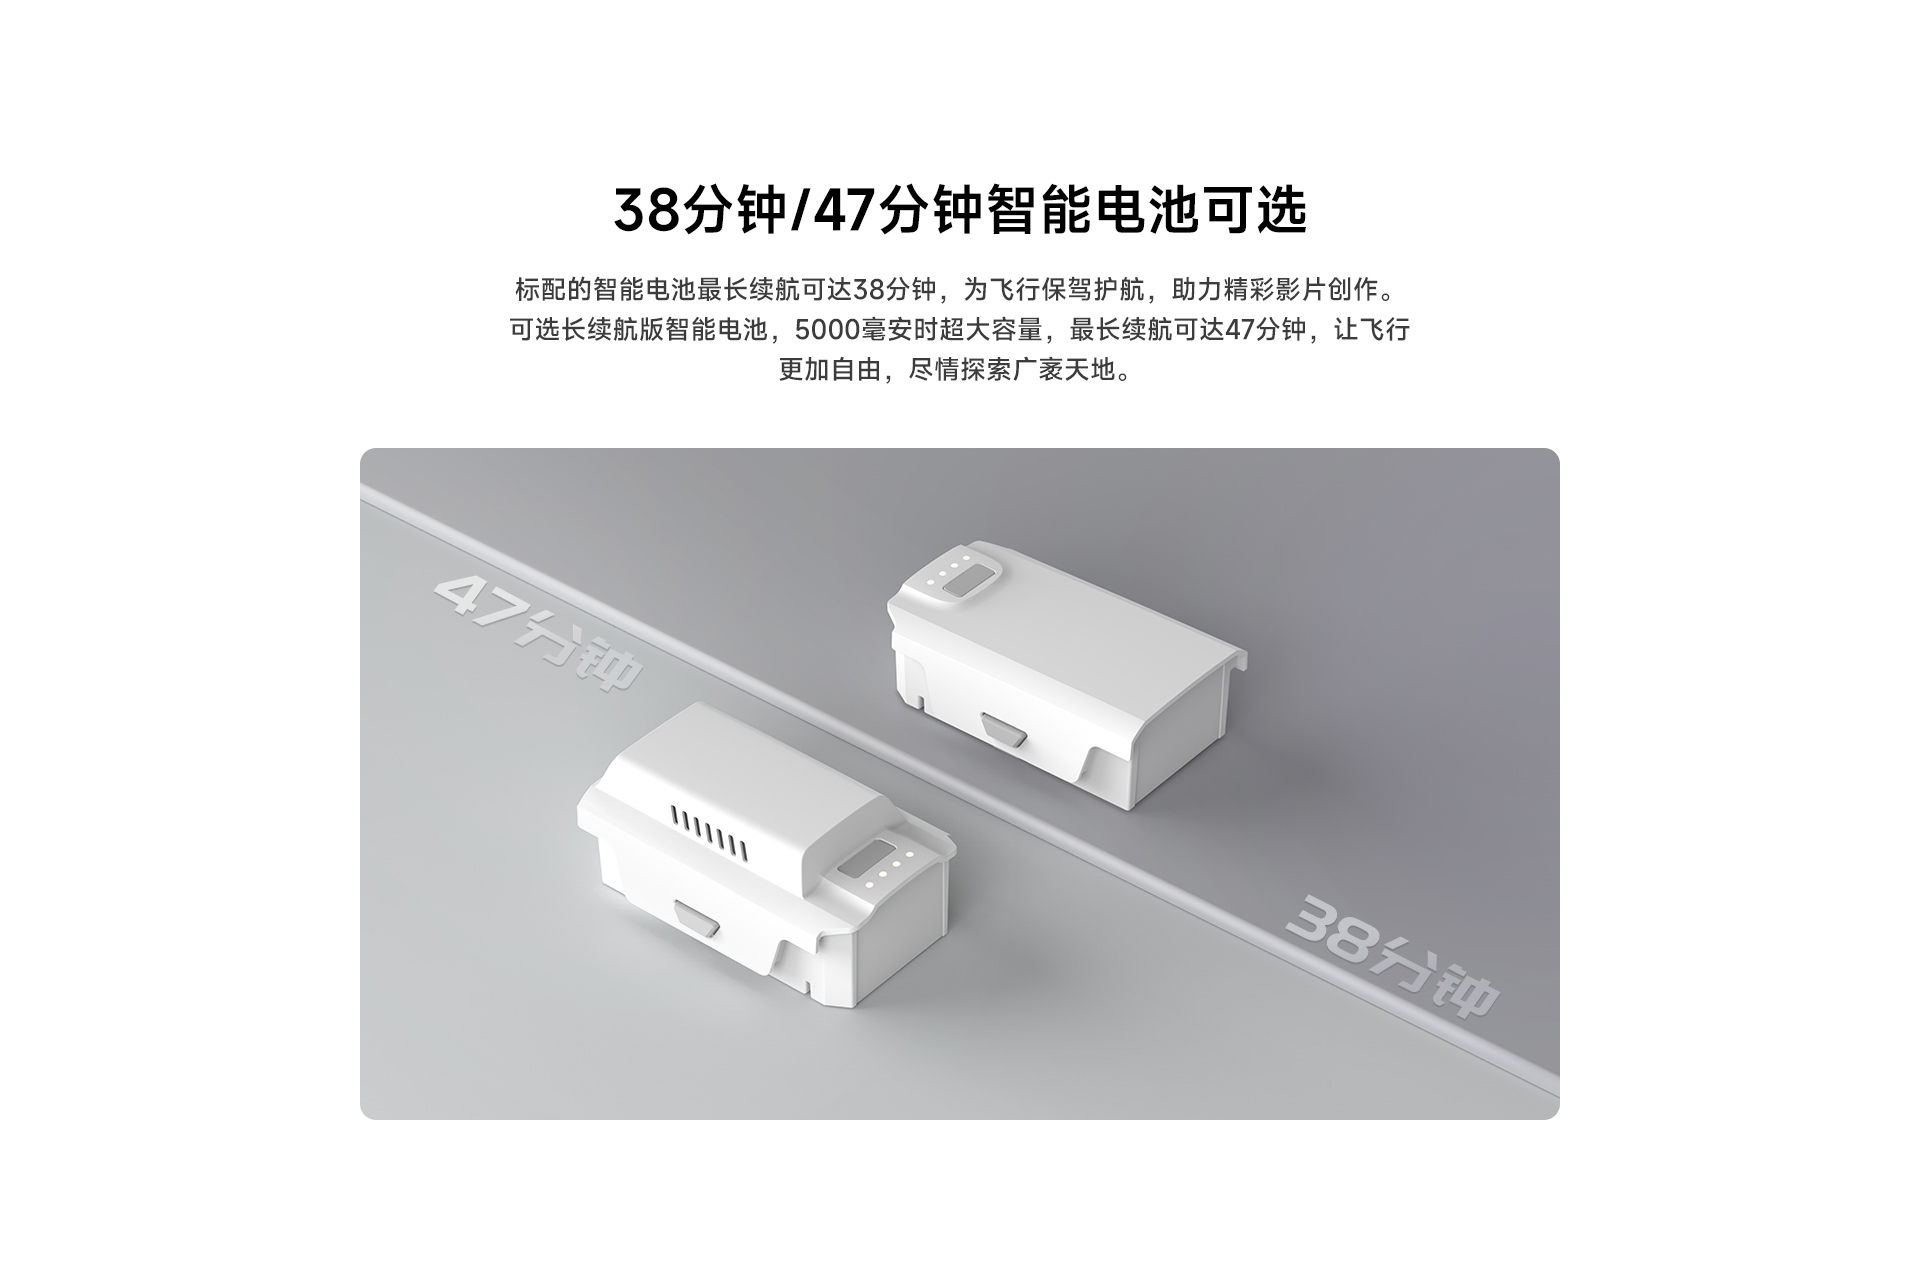 38分钟/47分钟智能电池可选
标配的智能电池最长续航可达38分钟，为飞行保驾护航，助力精彩影片创作。
可选长续航版智能电池，5000毫安时超大容量，最长续航可达47分钟，让飞行
更加自由，尽情探索广袤天地。
47分钟
38分钟